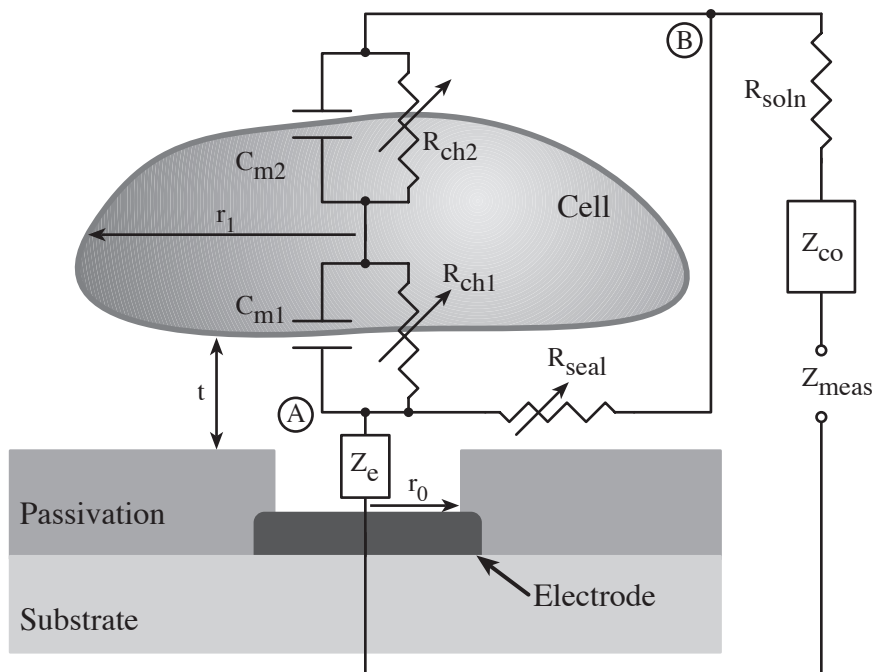 B
R_soln
R_ch2
C_m2
Cell
r_1
Z_co
R_ch1
C_m1
R_seal
Z_meas
t
A
Z_e
r_0
Passivation
Electrode
Substrate